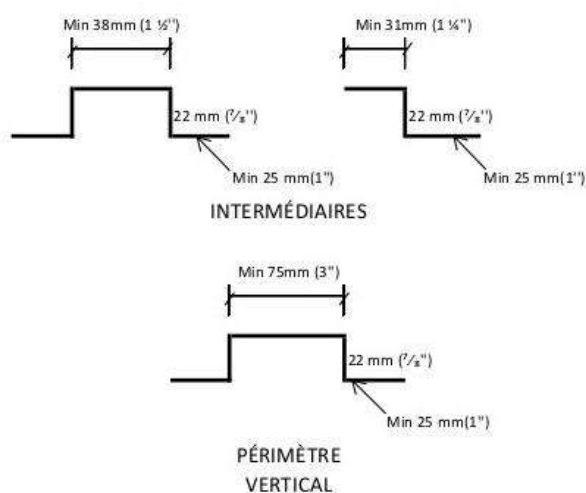 Min 38mm (1 ½'') Min 31mm (1 ¼'')
22 mm (⅞'') 22 mm (⅞'')
Min 25 mm(1'') Min 25 mm(1'')
INTERMÉDIAIRES
Min 75mm (3'')
22 mm (⅞'')
Min 25 mm(1'')
PÉRIMÈTRE
VERTICAL